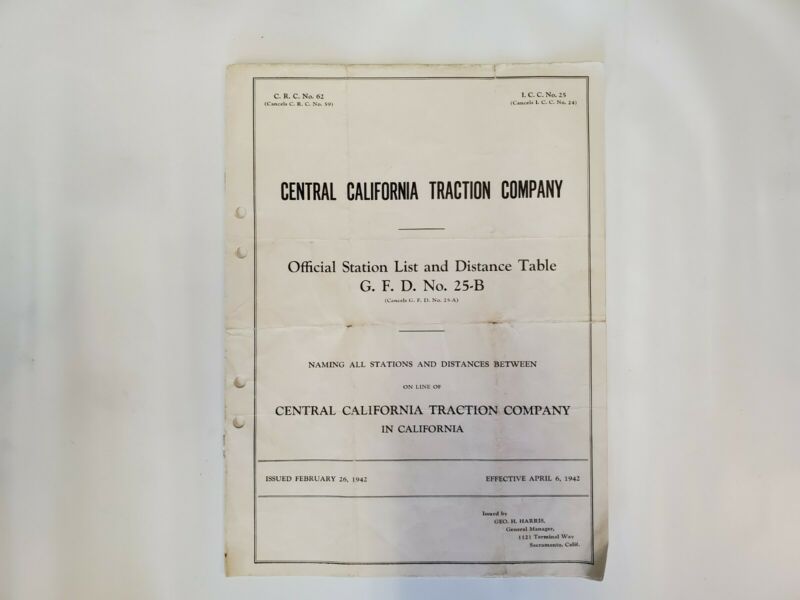 C. R. C. No. 62
(Cancels C. R. C. No. 59)
I. C. C. No. 25
(Cancels I. C. C. No. 24)
CENTRAL CALIFORNIA TRACTION COMPANY
Official Station List and Distance Table
G. F. D. No. 25-B
(Cancels G. F. D. No. 25-A)
NAMING ALL STATIONS AND DISTANCES BETWEEN
ON LINE OF
CENTRAL CALIFORNIA TRACTION COMPANY
IN CALIFORNIA
ISSUED FEBRUARY 26, 1942
EFFECTIVE APRIL 6, 1942
Issued by
GEO. H. HARRIS,
General Manager,
1121 Terminal Way
Sacramento, Calif.